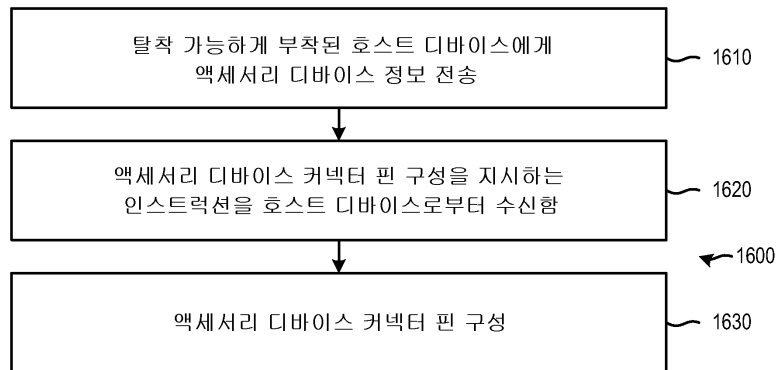 탈착 가능하게 부착된 호스트 디바이스에게
액세서리 디바이스 정보 전송
1610
액세서리 디바이스 커넥터 핀 구성을 지시하는
인스트럭션을 호스트 디바이스로부터 수신함
1620
1600
액세서리 디바이스 커넥터 핀 구성
1630